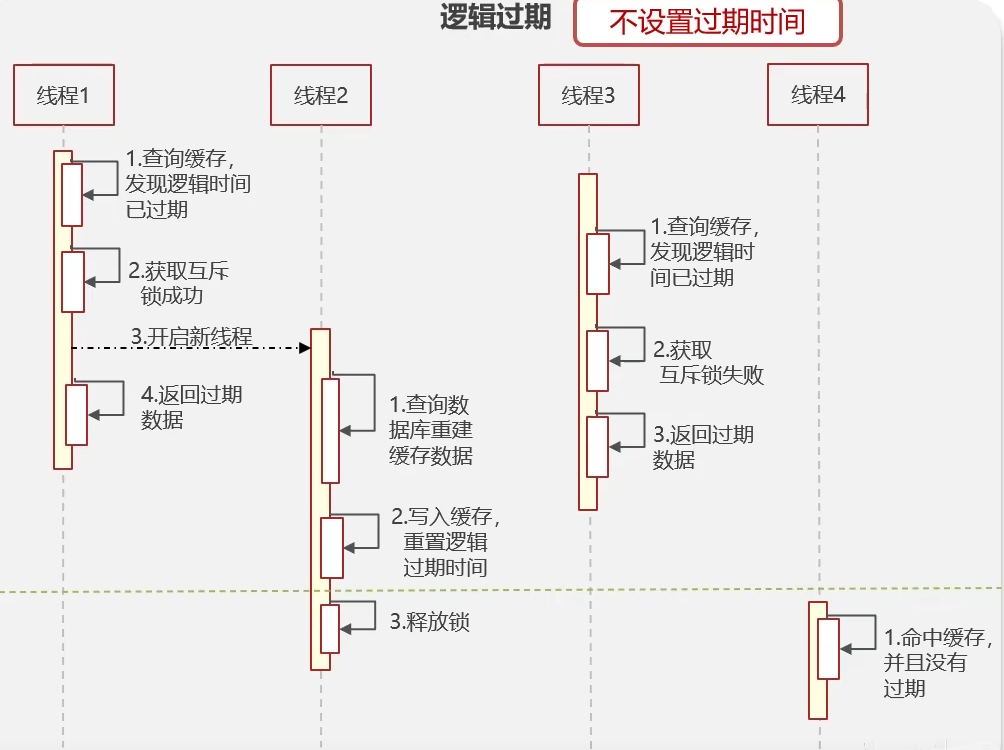 逻辑过期
不设置过期时间
线程1
线程2
线程3
线程4
1.查询缓存，
发现逻辑时间
已过期
2.获取互斥
锁成功
3.开启新线程
4.返回过期
数据
1.查询数
据库重建
缓存数据
2.写入缓存，
重置逻辑
过期时间
3.释放锁
1.查询缓存，
发现逻辑时
间已过期
2.获取
互斥锁失败
3.返回过期
数据
1.命中缓存，
并且没有
过期